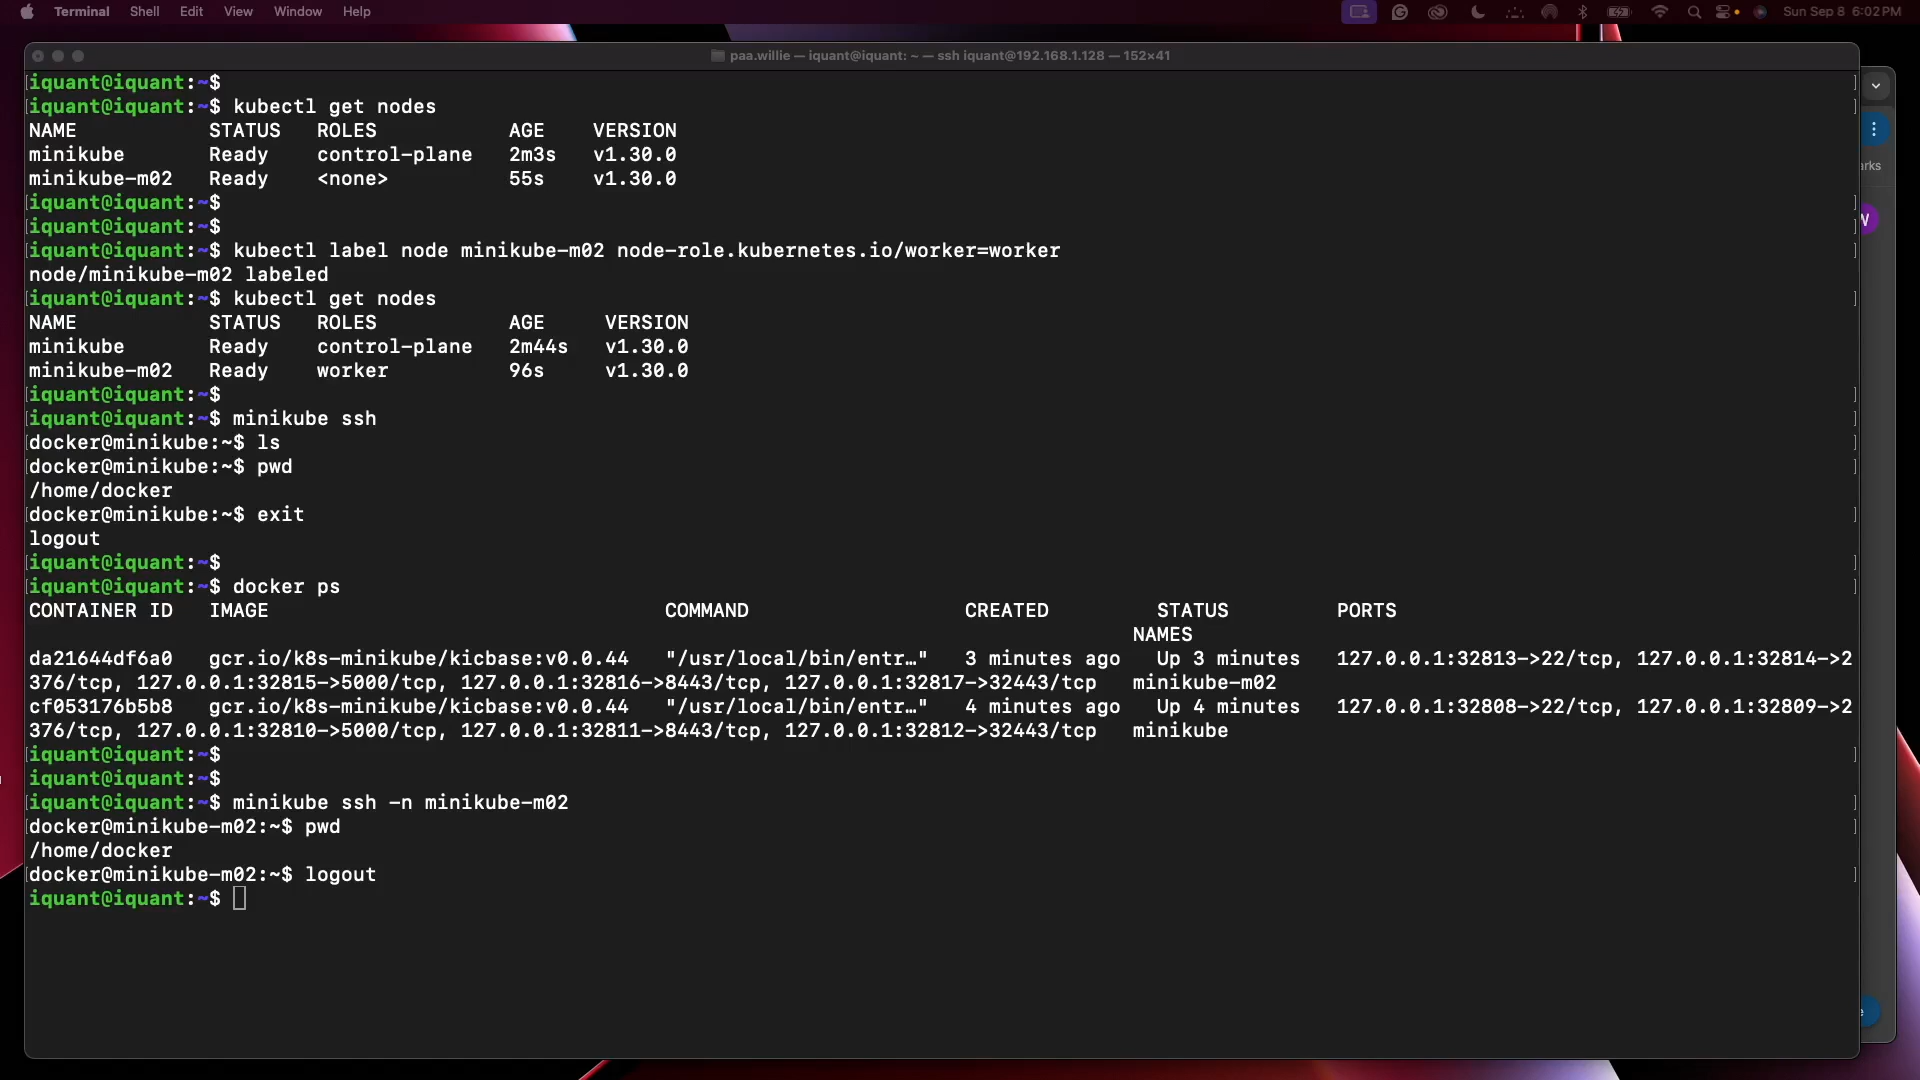 Terminal Shell Edit View Window Help Sun Sep 8 6:02 PM
paa.willie — iquant@iquant: ~ — ssh iquant@192.168.1.128 — 152×41
iquant@iquant:~$
iquant@iquant:~$ kubectl get nodes
NAME STATUS ROLES AGE VERSION
minikube Ready control-plane 2m3s v1.30.0
minikube-m02 Ready <none> 55s v1.30.0
iquant@iquant:~$
iquant@iquant:~$
iquant@iquant:~$ kubectl label node minikube-m02 node-role.kubernetes.io/worker=worker
node/minikube-m02 labeled
iquant@iquant:~$ kubectl get nodes
NAME STATUS ROLES AGE VERSION
minikube Ready control-plane 2m44s v1.30.0
minikube-m02 Ready worker 96s v1.30.0
iquant@iquant:~$
iquant@iquant:~$ minikube ssh
docker@minikube:~$ ls
docker@minikube:~$ pwd
/home/docker
docker@minikube:~$ exit
logout
iquant@iquant:~$
iquant@iquant:~$ docker ps
CONTAINER ID IMAGE COMMAND CREATED STATUS PORTS
NAMES
da21644df6a0 gcr.io/k8s-minikube/kicbase:v0.0.44 "/usr/local/bin/entr…" 3 minutes ago Up 3 minutes 127.0.0.1:32813->22/tcp, 127.0.0.1:32814->2
376/tcp, 127.0.0.1:32815->5000/tcp, 127.0.0.1:32816->8443/tcp, 127.0.0.1:32817->32443/tcp minikube-m02
cf053176b5b8 gcr.io/k8s-minikube/kicbase:v0.0.44 "/usr/local/bin/entr…" 4 minutes ago Up 4 minutes 127.0.0.1:32808->22/tcp, 127.0.0.1:32809->2
376/tcp, 127.0.0.1:32810->5000/tcp, 127.0.0.1:32811->8443/tcp, 127.0.0.1:32812->32443/tcp minikube
iquant@iquant:~$
iquant@iquant:~$
iquant@iquant:~$ minikube ssh -n minikube-m02
docker@minikube-m02:~$ pwd
/home/docker
docker@minikube-m02:~$ logout
iquant@iquant:~$